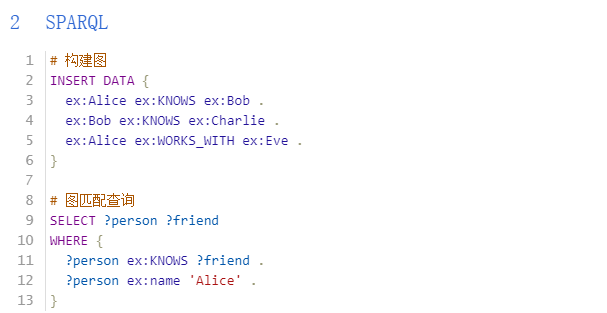 2 SPARQL
1 # 构建图
2 INSERT DATA {
3 ex:Alice ex:KNOWS ex:Bob .
4 ex:Bob ex:KNOWS ex:Charlie .
5 ex:Alice ex:WORKS_WITH ex:Eve .
6 }
7
8 # 图匹配查询
9 SELECT ?person ?friend
10 WHERE {
11 ?person ex:KNOWS ?friend .
12 ?person ex:name 'Alice' .
13 }